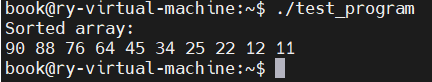 book@ry-virtual-machine:~$ ./test_program
Sorted array:
90 88 76 64 45 34 25 22 12 11
book@ry-virtual-machine:~$